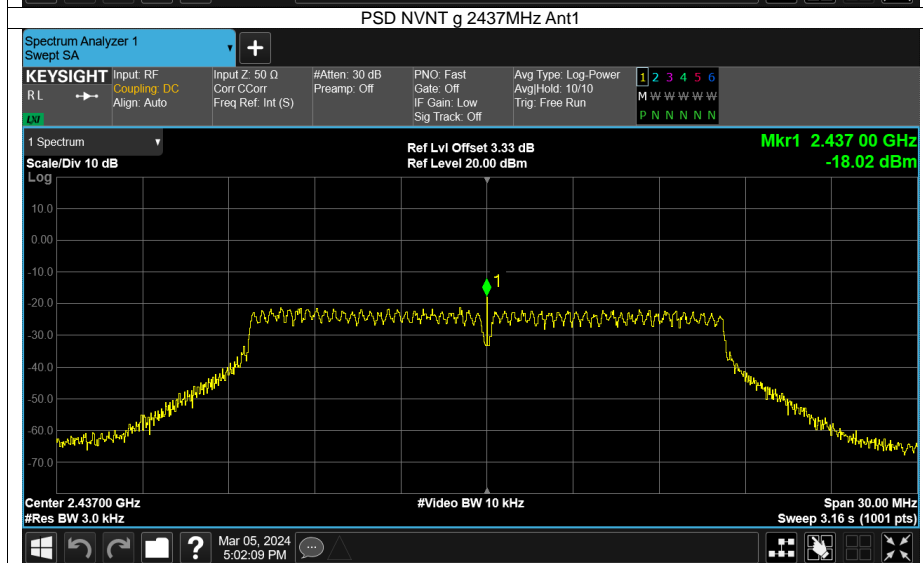 PSD NVNT g 2437MHz Ant1
Spectrum Analyzer 1
Swept SA
+
KEYSIGHT Input: RF Input Z: 50 Ω #Atten: 30 dB PNO: Fast Avg Type: Log-Power 1 2 3 4 5 6
RL Coupling: DC Corr CCorr Preamp: Off Gate: Off Avg|Hold: 10/10 M W W W W W
Align: Auto Freq Ref: Int (S) IF Gain: Low Trig: Free Run
LXI Sig Track: Off P N N N N N
1 Spectrum Ref Lvl Offset 3.33 dB Mkr1 2.437 00 GHz
Scale/Div 10 dB Ref Level 20.00 dBm -18.02 dBm
Log
10.0
0.00
-10.0
1
-20.0
-30.0
-40.0
-50.0
-60.0
-70.0
Center 2.43700 GHz #Video BW 10 kHz Span 30.00 MHz
#Res BW 3.0 kHz Sweep 3.16 s (1001 pts)
? Mar 05, 2024
5:02:09 PM